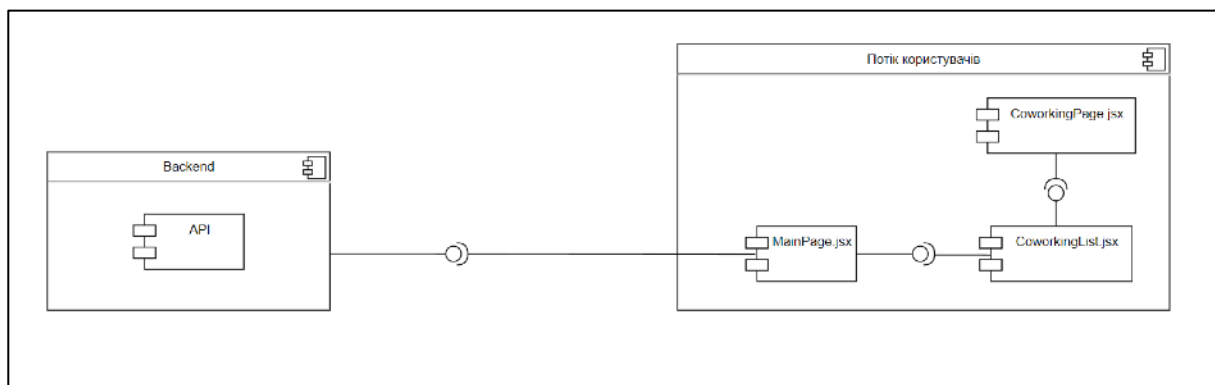 Потік користувачів
CoworkingPage.jsx
Backend
API
MainPage.jsx
CoworkingList.jsx